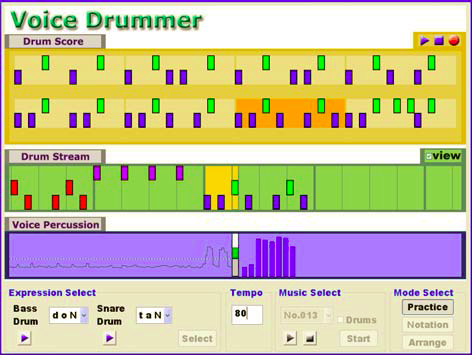 Voice Drummer
Drum Score
Drum Stream
view
Voice Percussion
Expression Select
Tempo
Music Select
Mode Select
Bass Drum
d o N
Snare Drum
t a N
80
No.013
Drums
Practice
Notation
Select
Start
Arrange